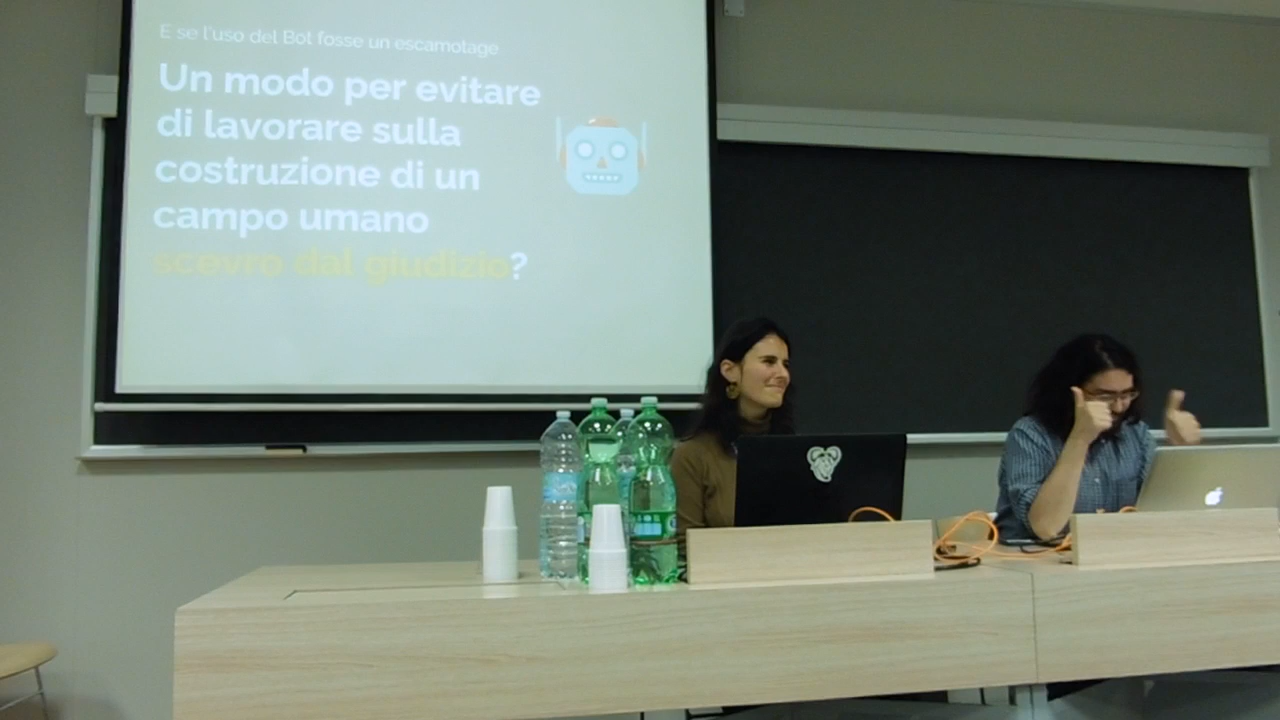 E se l'uso del Bot fosse un escamotage
Un modo per evitare
di lavorare sulla
costruzione di un
campo umano
scevro dal giudizio?